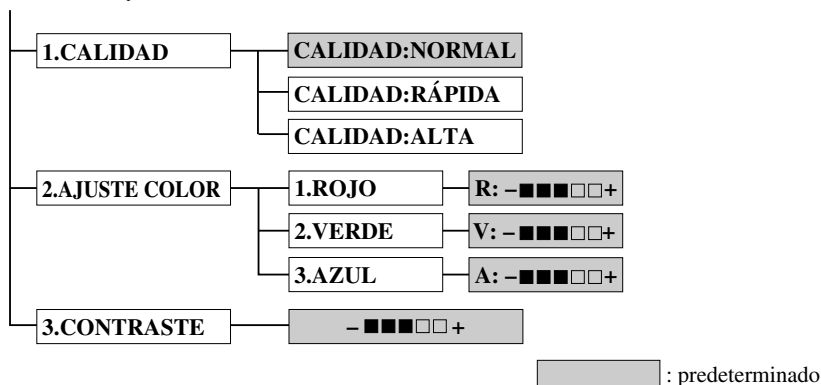 1.CALIDAD
CALIDAD:NORMAL
CALIDAD:RÁPIDA
CALIDAD:ALTA
2.AJUSTE COLOR
1.ROJO
R: –■■■□□+
2.VERDE
V: –■■■□□+
3.AZUL
A: –■■■□□+
3.CONTRASTE
–■■■□□+
: predeterminado